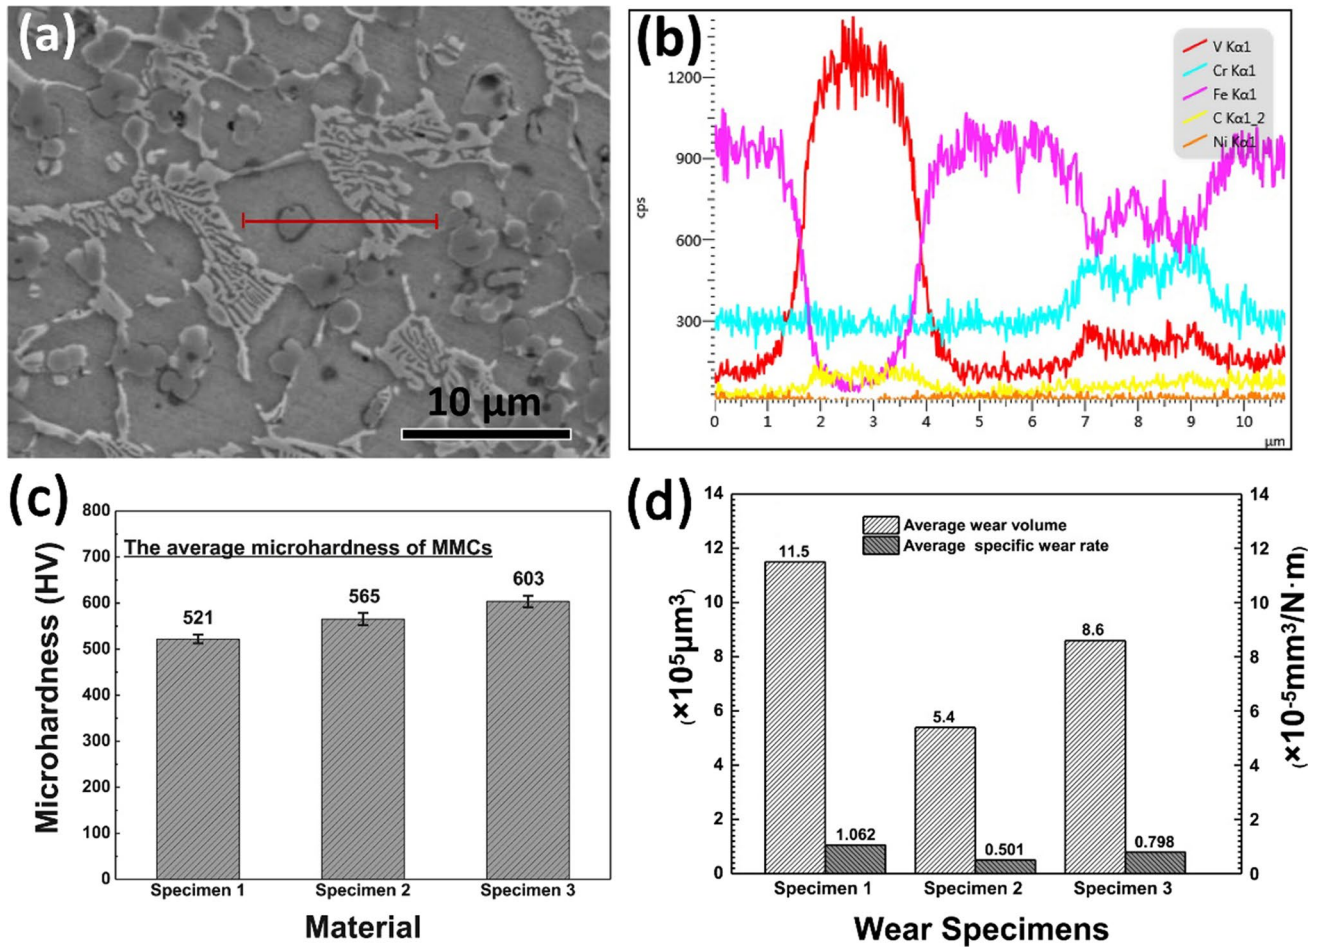 (a)
10 μm
(b)
V Kα1
Cr Kα1
Fe Kα1
C Kα1_2
Ni Kα1
cps
1200
900
600
300
0 1 2 3 4 5 6 7 8 9 10
μm
(c)
Microhardness (HV)
800
700
600
500
400
300
200
100
0
The average microhardness of MMCs
521
565
603
Specimen 1 Specimen 2 Specimen 3
Material
(d)
(×10⁵μm³)
14
12
10
8
6
4
2
0
Average wear volume
Average specific wear rate
11.5
1.062
5.4
0.501
8.6
0.798
14
12
10
8
6
4
2
0
(×10⁻⁵mm³/N·m)
Specimen 1 Specimen 2 Specimen 3
Wear Specimens